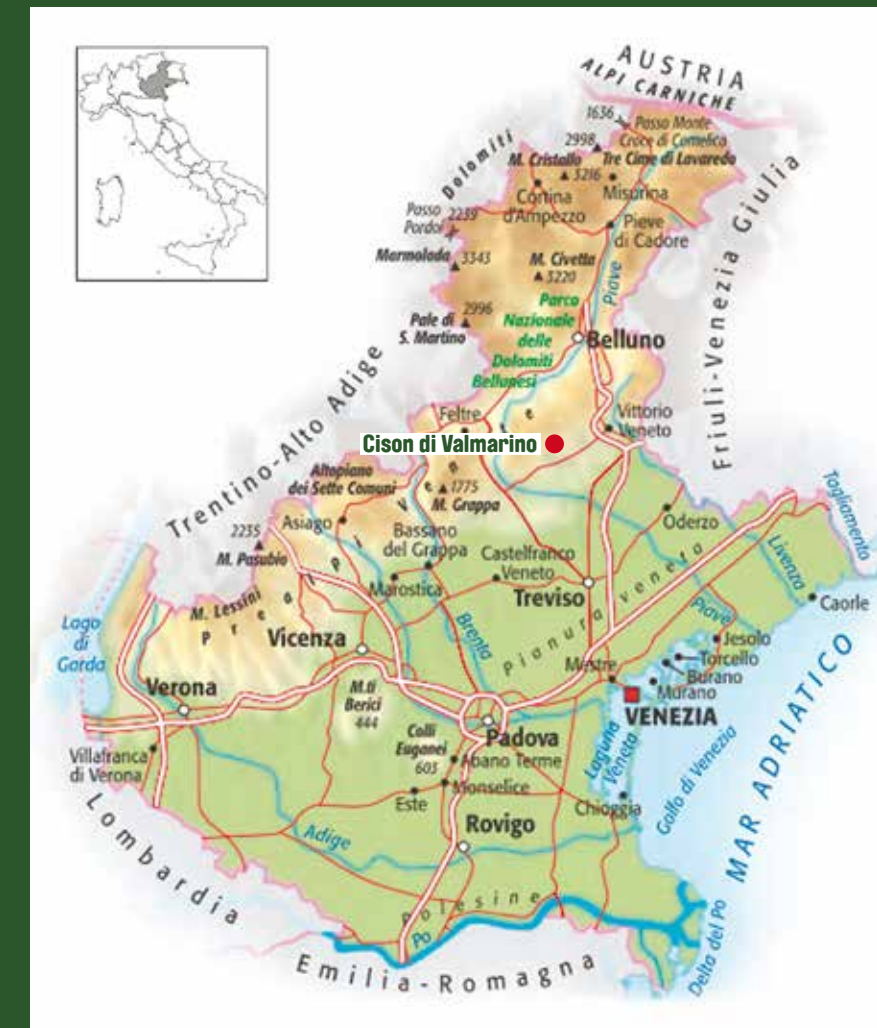 AUSTRIA
ALPI CARNICHE
1636
Passo Monte
Croce di Comelica
2998
Tre Cime di Lavaredo
Dolomiti
M. Cristallo
3216
Misurina
Cortina
d'Ampezzo
Passo
Pordoi
2239
Pieve
di Cadore
Marmolada
3343
M. Civetta
3220
Piave
Friuli-Venezia Giulia
Pale di
S. Martino
2996
Parco
Nazionale
delle
Dolomiti
Bellunesi
Belluno
Trentino-Alto Adige
Feltre
Vittorio
Veneto
Cison di Valmarino
Altopiano
dei Sette Comuni
1775
M. Grappa
Asiago
2235
M. Pasubio
Bassano
del Grappa
Castelfranco
Veneto
Oderzo
Tagliamento
Livenza
Marostica
Treviso
Prealpi Venete
M. Lessini
Pianura veneta
Piave
Caorle
Lago
di
Garda
Vicenza
Brenta
Mestre
Jesolo
Torcello
Burano
Murano
Verona
M.ti
Berici
444
VENEZIA
Padova
Colli
Euganei
603
Abano Terme
Laguna
Veneta
Golfo di Venezia
MAR ADRIATICO
Villafranca
di Verona
Monselice
Este
Chioggia
Lombardia
Adige
Rovigo
Polesine
Po
Delta del Po
Emilia-Romagna